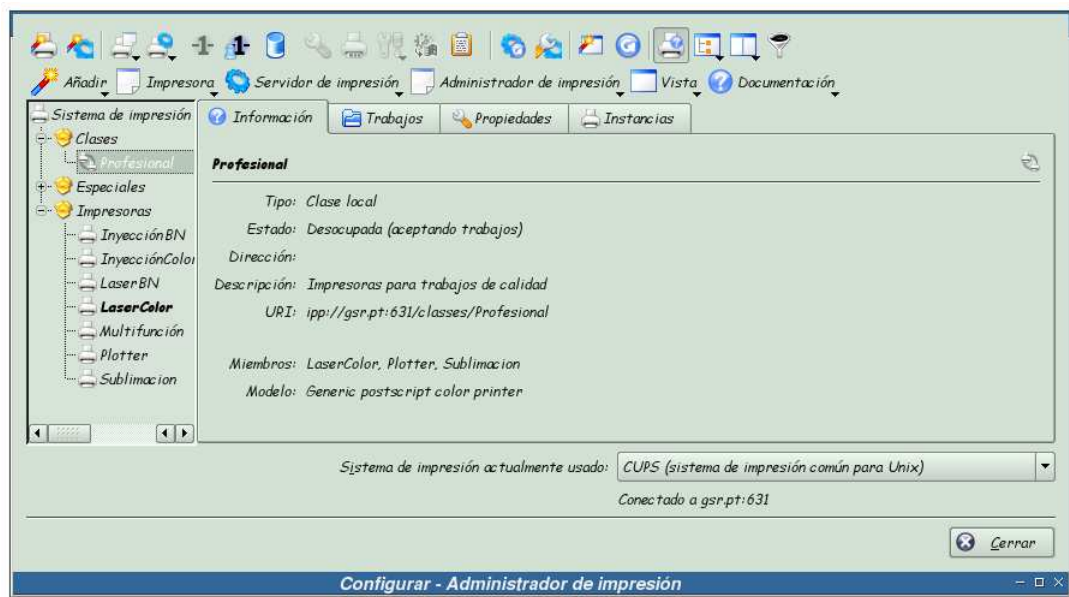 Añadir Impresora Servidor de impresión Administrador de impresión Vista Documentación
Sistema de impresión
Clases
Profesional
Especiales
Impresoras
InyecciónBN
InyecciónColor
LaserBN
LaserColor
Multifunción
Plotter
Sublimacion
Información Trabajos Propiedades Instancias
Profesional
Tipo: Clase local
Estado: Desocupada (aceptando trabajos)
Dirección:
Descripción: Impresoras para trabajos de calidad
URI: ipp://gsr.pt:631/classes/Profesional
Miembros: LaserColor, Plotter, Sublimacion
Modelo: Generic postscript color printer
Sistema de impresión actualmente usado: CUPS (sistema de impresión común para Unix)
Conectado a gsr.pt:631
Cerrar
Configurar - Administrador de impresión